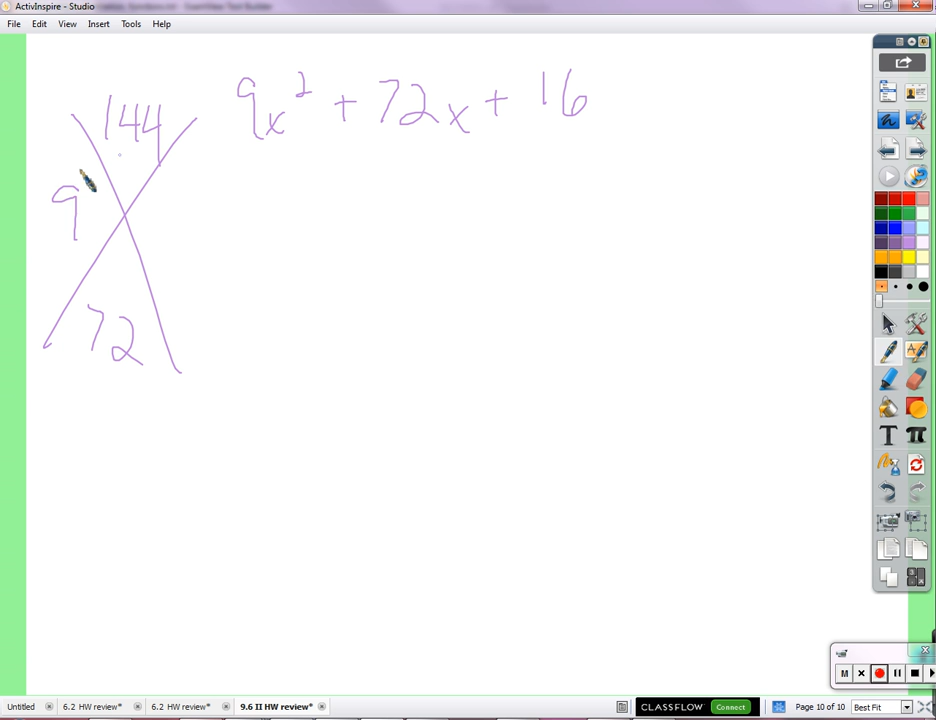 ActivInspire - Studio
File Edit View Insert Tools Help
9x² + 72x + 16
144
9
72
M
Untitled 6.2 HW review* 6.2 HW review* 9.6 II HW review* CLASSFLOW Connect Page 10 of 10 Best Fit